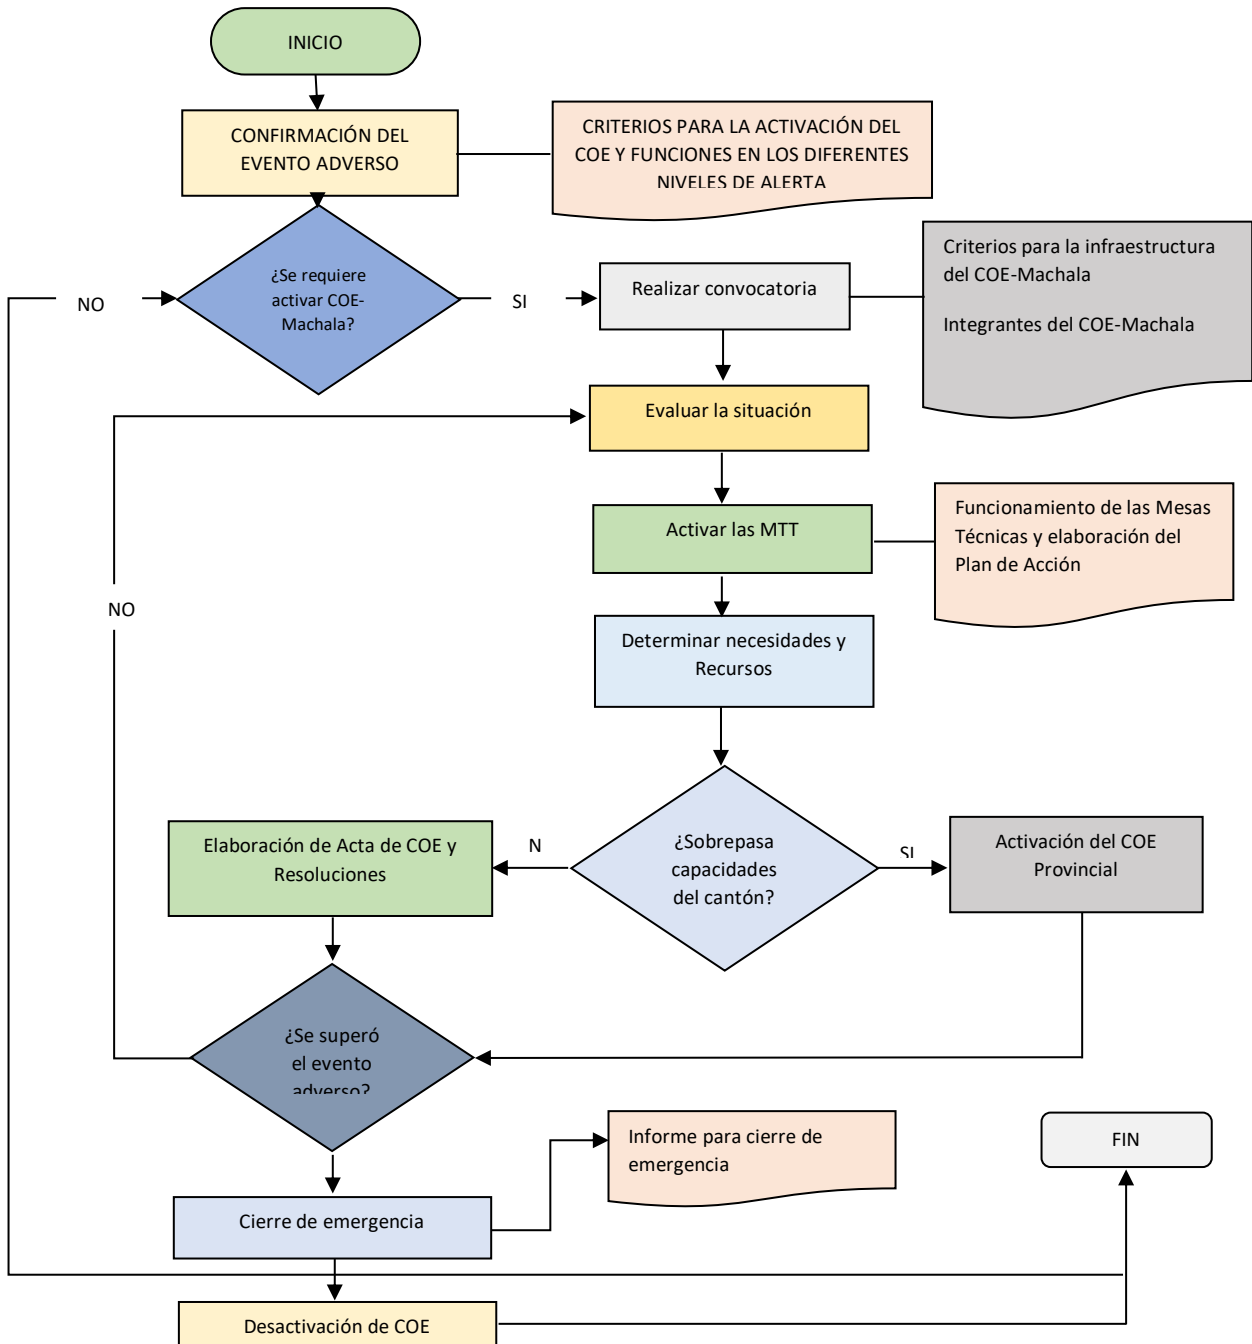 INICIO
CONFIRMACIÓN DEL
EVENTO ADVERSO
CRITERIOS PARA LA ACTIVACIÓN DEL
COE Y FUNCIONES EN LOS DIFERENTES
NIVELES DE ALERTA
¿Se requiere
activar COE-
Machala?
NO
SI
Realizar convocatoria
Criterios para la infraestructura
del COE-Machala
Integrantes del COE-Machala
Evaluar la situación
Activar las MTT
Funcionamiento de las Mesas
Técnicas y elaboración del
Plan de Acción
NO
Determinar necesidades y
Recursos
¿Sobrepasa
capacidades
del cantón?
N
SI
Elaboración de Acta de COE y
Resoluciones
Activación del COE
Provincial
¿Se superó
el evento
adverso?
Informe para cierre de
emergencia
FIN
Cierre de emergencia
Desactivación de COE